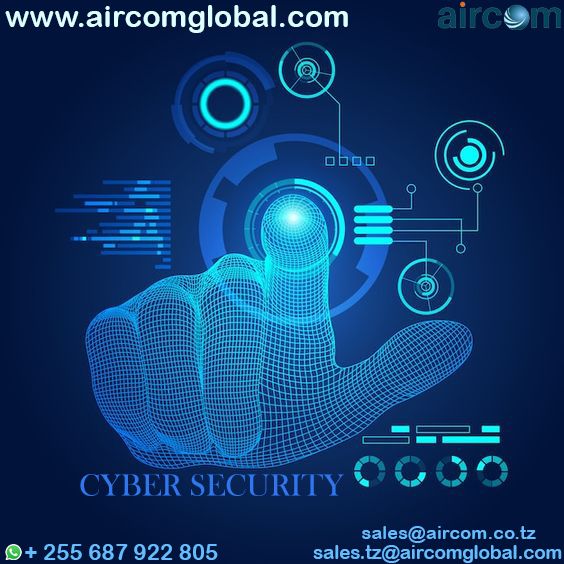 www.aircomglobal.com
aircom
CYBER SECURITY
+ 255 687 922 805
sales@aircom.co.tz
sales.tz@aircomglobal.com